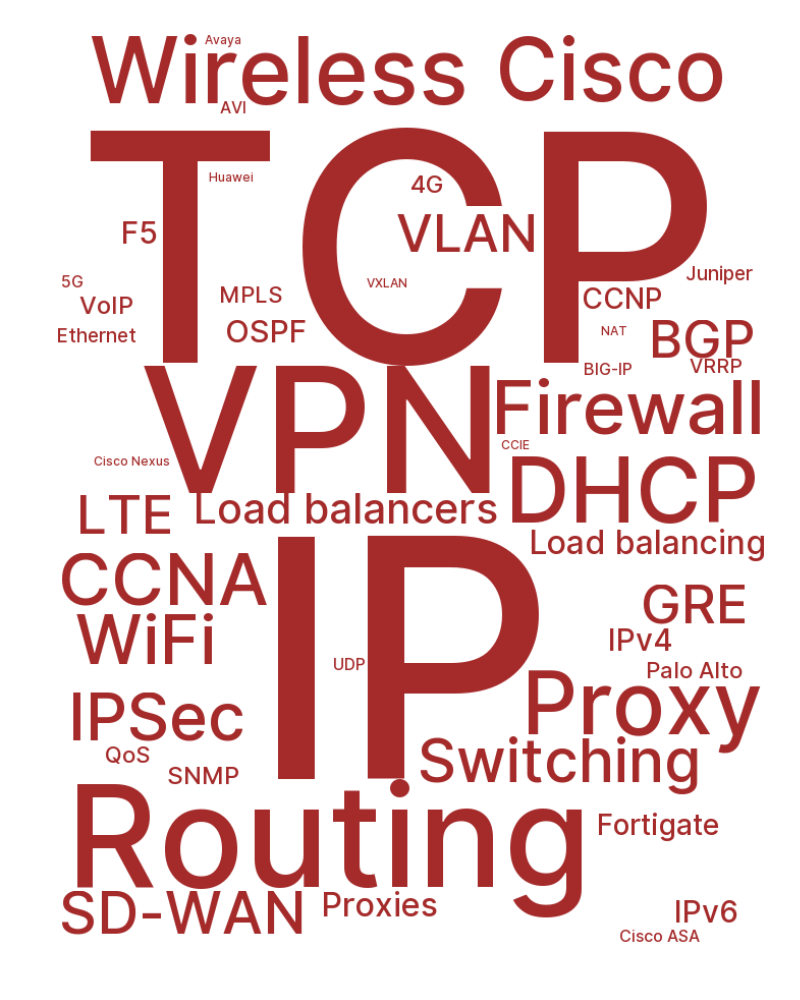 Avaya
Wireless Cisco
AVI
TCP
Huawei
4G
F5
VLAN
5G
VXLAN
Juniper
VoIP
MPLS
CCNP
Ethernet
OSPF
NAT
BGP
BIG-IP
VRRP
VPN
Firewall
CCIE
Cisco Nexus
DHCP
LTE
Load balancers
Load balancing
CCNA
IP
GRE
WiFi
IPv4
UDP
Palo Alto
IPSec
Proxy
QoS
Switching
SNMP
Routing
Fortigate
SD-WAN
Proxies
IPv6
Cisco ASA